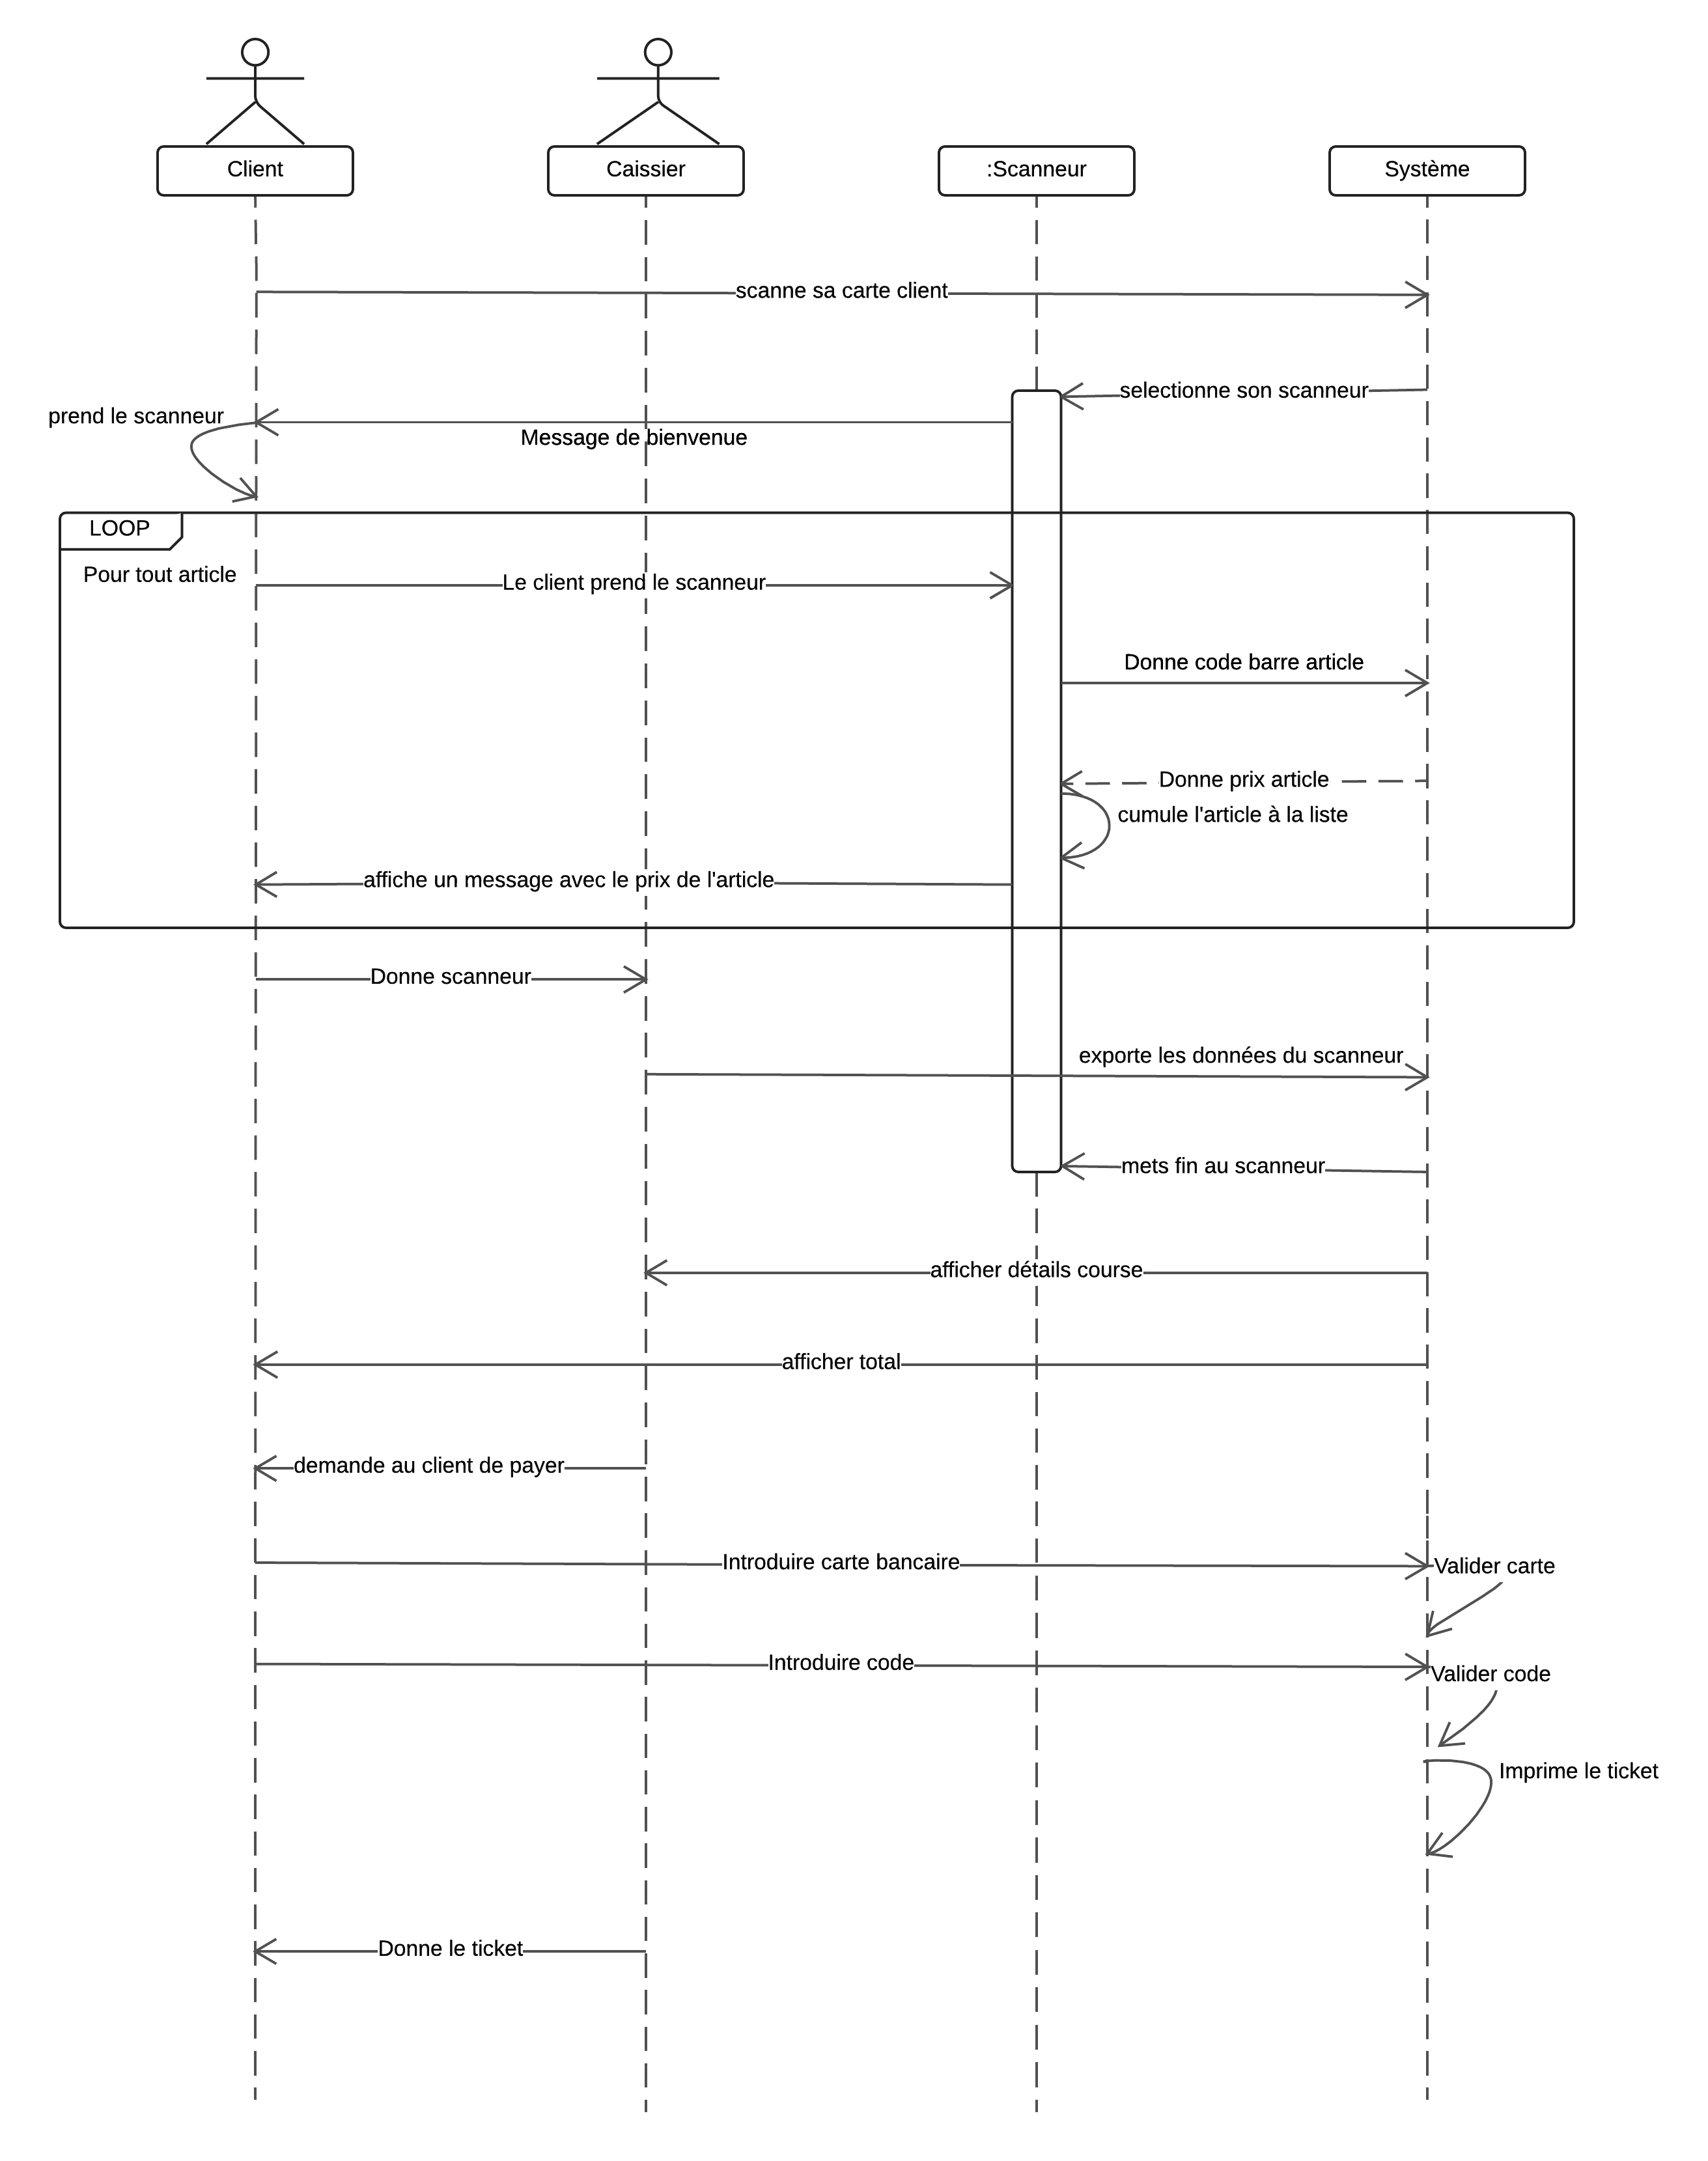 Client
Caissier
:Scanneur
Système
scanne sa carte client
selectionne son scanneur
prend le scanneur
Message de bienvenue
LOOP
Pour tout article
Le client prend le scanneur
Donne code barre article
Donne prix article
cumule l'article à la liste
affiche un message avec le prix de l'article
Donne scanneur
exporte les données du scanneur
mets fin au scanneur
afficher détails course
afficher total
demande au client de payer
Introduire carte bancaire
Valider carte
Introduire code
Valider code
Imprime le ticket
Donne le ticket